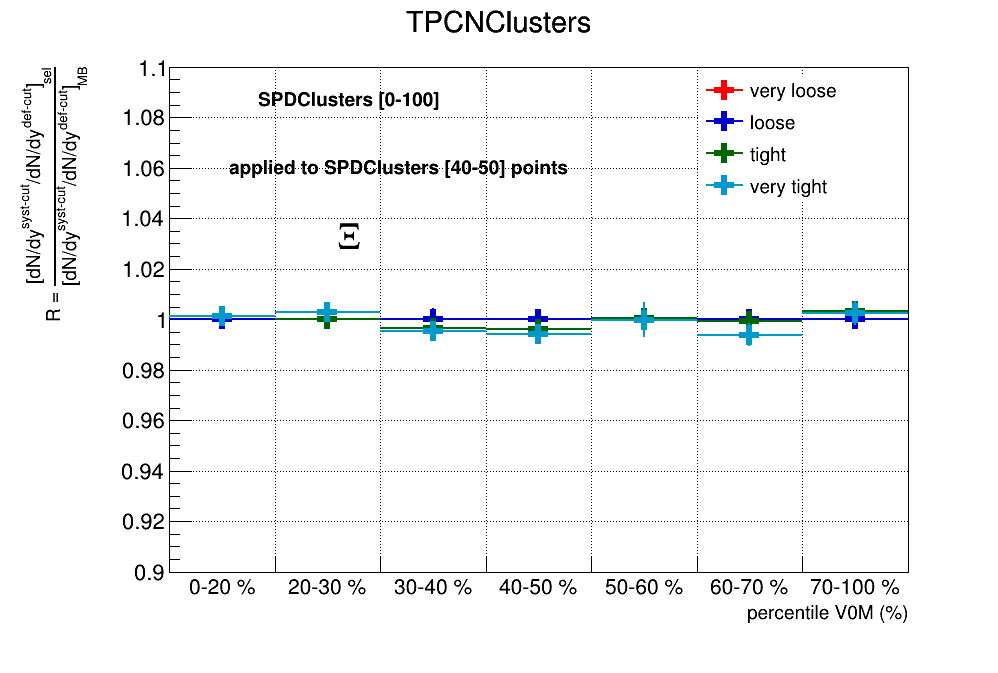 TPCNClusters
R = [dN/dy^syst-cut/dN/dy^def-cut]_sel
[dN/dy^syst-cut/dN/dy^def-cut]_MB
1.1
1.08
1.06
1.04
1.02
1
0.98
0.96
0.94
0.92
0.9
SPDClusters [0-100]
applied to SPDClusters [40-50] points
Ξ
very loose
loose
tight
very tight
0-20 % 20-30 % 30-40 % 40-50 % 50-60 % 60-70 % 70-100 %
percentile V0M (%)